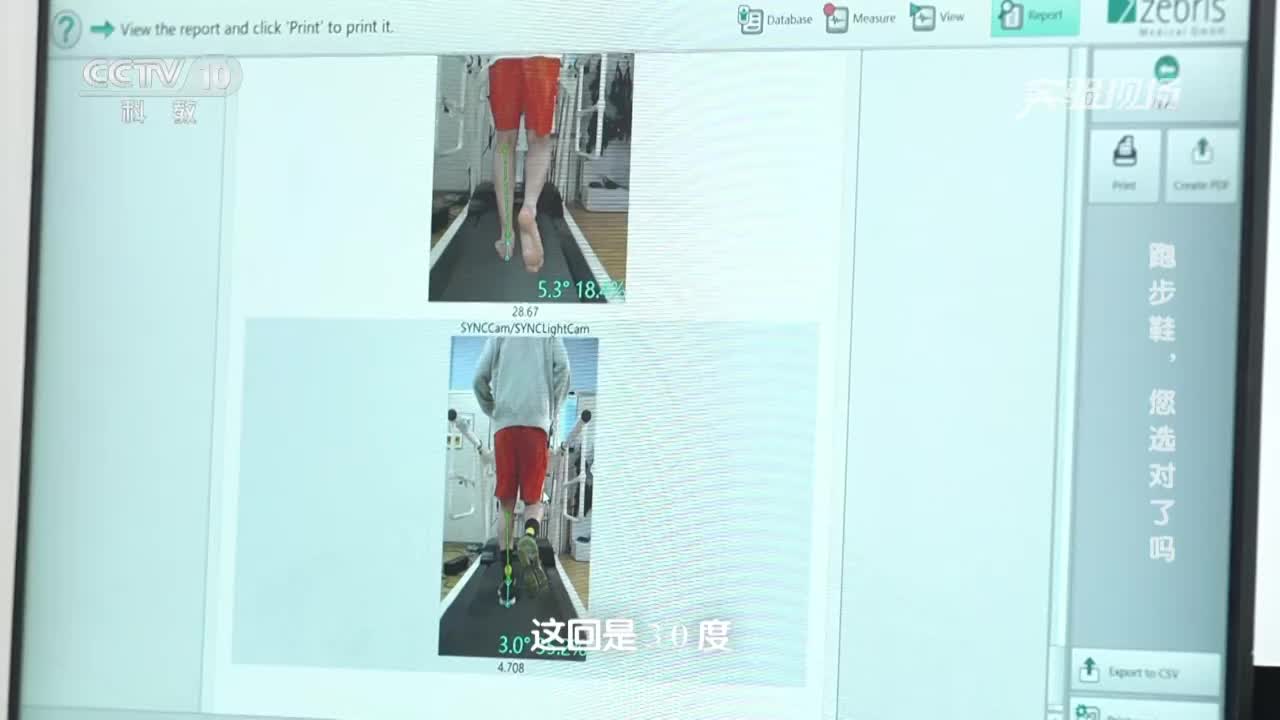 View the report and click 'Print' to print it.
Database
Measure
View
Report
zebris
Medical GmbH
CCTV 10
科教
实验现场
Print
Create PDF
5.3° 18.
28.67
SYNCCam/SYNCLightCam
跑步鞋，您选对了吗
3.0°
这回是 3.0 度
4.708
Export to CSV